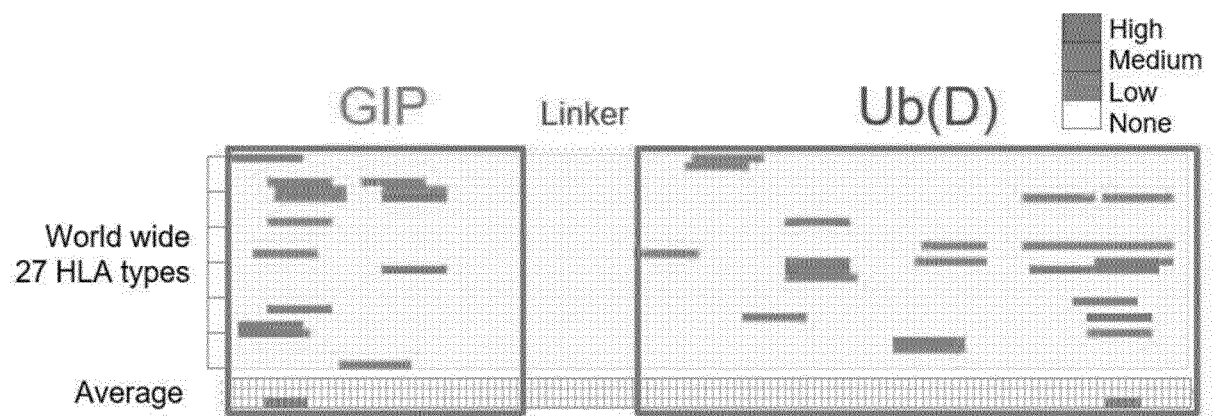 High
Medium
Low
None
GIP
Linker
Ub(D)
World wide
27 HLA types
Average